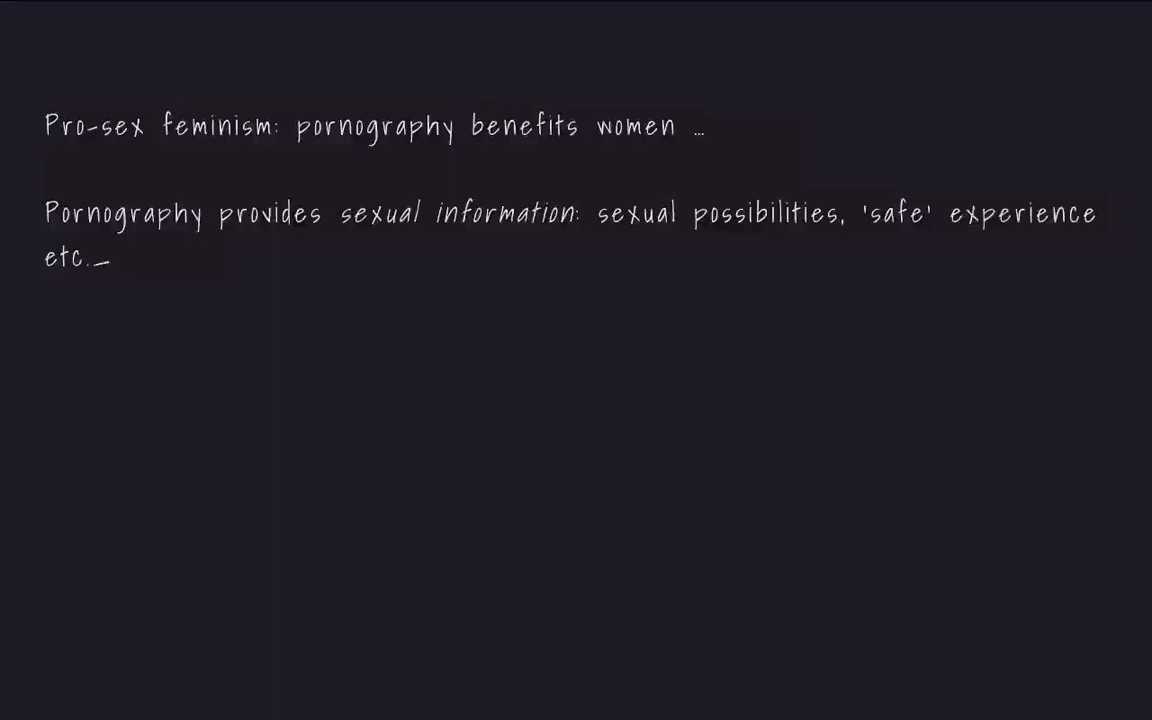 Pro-sex feminism: pornography benefits women ...
Pornography provides sexual information: sexual possibilities, 'safe' experience
etc._